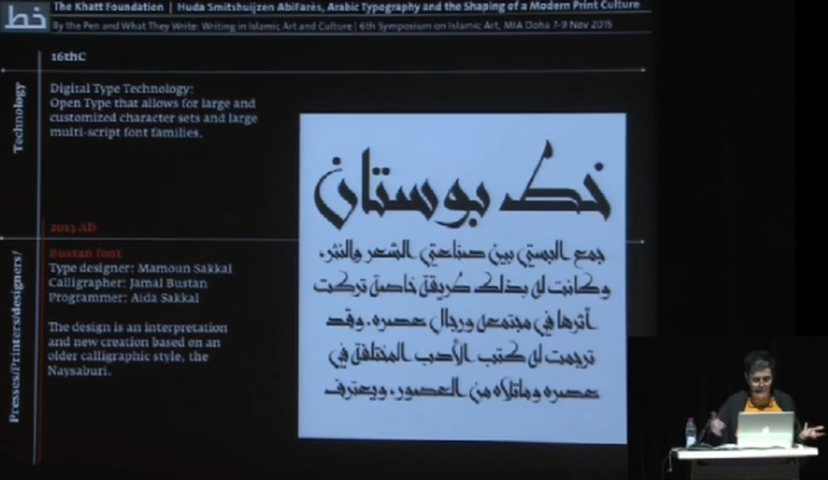 خط
The Khatt Foundation | Huda Smitshuijzen AbiFarès, Arabic Typography and the Shaping of a Modern Print Culture
By the Pen and What They Write: Writing in Islamic Art and Culture | 6th Symposium on Islamic Art, MIA Doha 7-9 Nov 2015
16thC
Technology
Digital Type Technology:
Open Type that allows for large and
customized character sets and large
multi-script font families.
2013 AD
Presses/Printers/designers/
Bustan font
Type designer: Mamoun Sakkal
Calligrapher: Jamal Bustan
Programmer: Aida Sakkal
The design is an interpretation
and new creation based on an
older calligraphic style, the
Naysaburi.
خط بوستان
جمع البستي بين صناعتي الشعر والنثر،
وكانت له بذلك طريقة خاصة تركت
أثرها في مجتمعه ورجال عصره. وقد
ترجمت له كتب الأدب المختلفة في
عصره وماتلاه من العصور، ويعترف